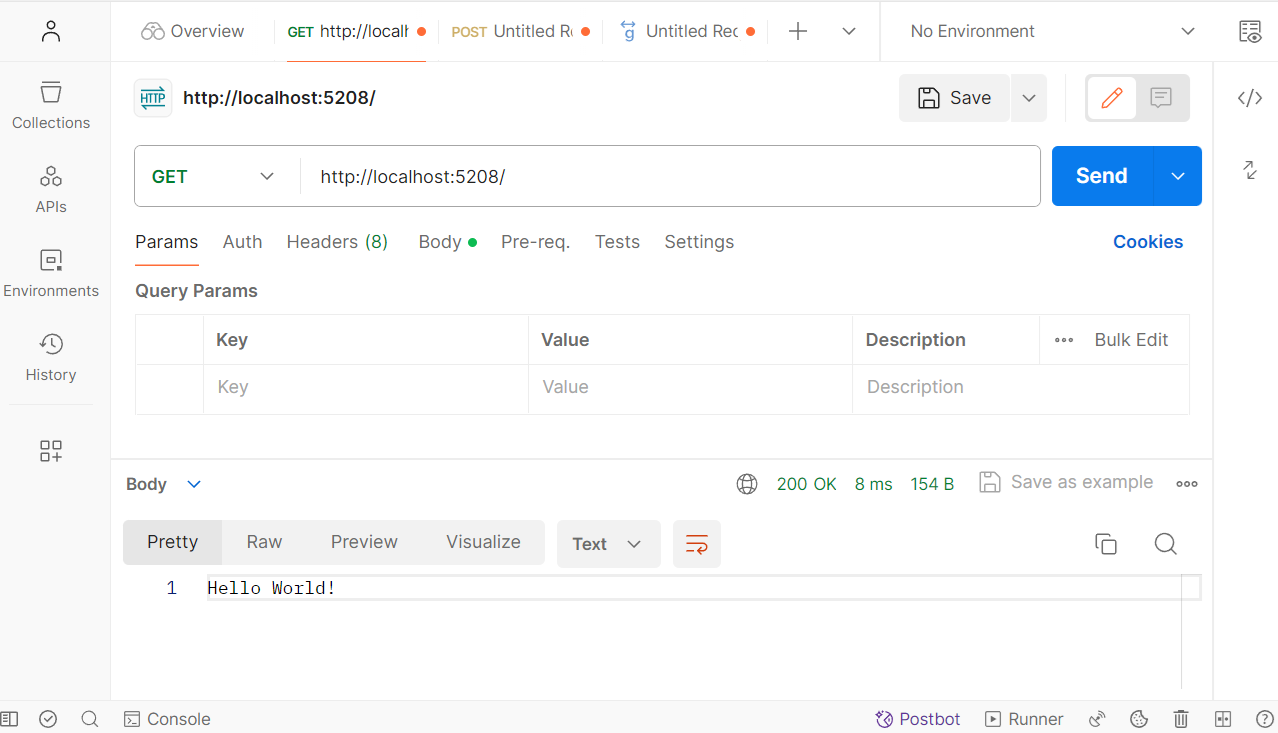 Overview
GET http://local
POST Untitled R
Untitled Rec
No Environment
Collections
APIs
Environments
History
HTTP http://localhost:5208/
Save
GET http://localhost:5208/
Send
Params Auth Headers (8) Body Pre-req. Tests Settings Cookies
Query Params
Key Value Description Bulk Edit
Key Value Description
Body 200 OK 8 ms 154 B Save as example
Pretty Raw Preview Visualize Text
1 Hello World!
Console Postbot Runner